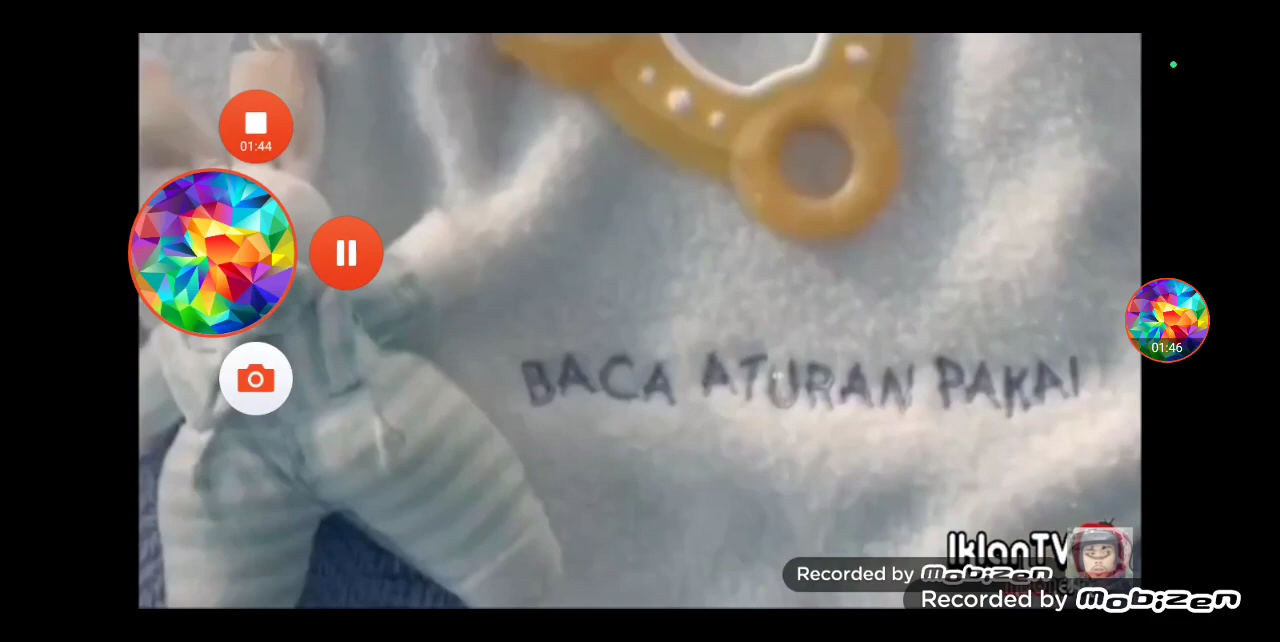 01:44
01:46
BACA ATURAN PAKAI
IklanTV
Recorded by MOBIZEN
Recorded by MOBIZEN